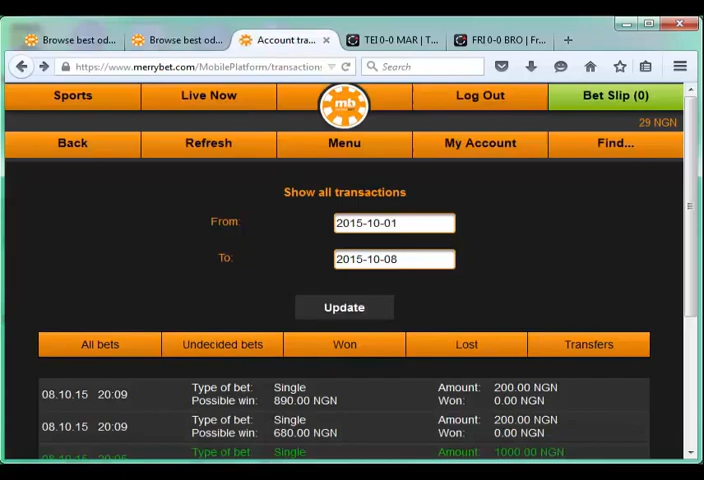 Browse best od... Browse best od... Account tra... TEI 0-0 MAR | T... FRI 0-0 BRO | Fr...
https://www.merrybet.com/MobilePlatform/transactions Search
Sports Live Now mb Log Out Bet Slip (0)
29 NGN
Back Refresh Menu My Account Find...
Show all transactions
From: 2015-10-01
To: 2015-10-08
Update
All bets Undecided bets Won Lost Transfers
08.10.15 20:09 Type of bet: Single Amount: 200.00 NGN
Possible win: 890.00 NGN Won: 0.00 NGN
08.10.15 20:09 Type of bet: Single Amount: 200.00 NGN
Possible win: 680.00 NGN Won: 0.00 NGN
Type of bet: Single Amount: 1000.00 NGN